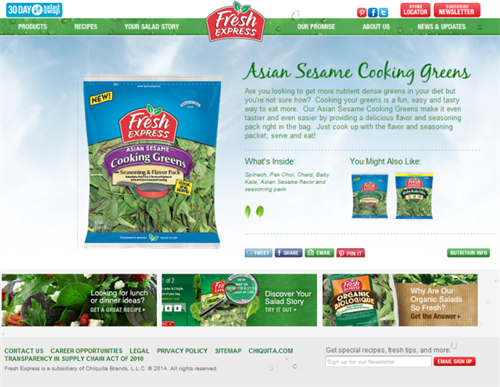 30 DAY salad swap
Fresh EXPRESS
STORE LOCATOR
SUBSCRIBE NEWSLETTER
PRODUCTS RECIPES YOUR SALAD STORY OUR PROMISE ABOUT US NEWS & UPDATES
Asian Sesame Cooking Greens
Are you looking to get more nutrient dense greens in your diet but
you're not sure how? Cooking your greens is a fun, easy and tasty
way to eat more. Our Asian Sesame Cooking Greens make it even
tastier and even easier by providing a delicious flavor and seasoning
pack right in the bag. Just cook up with the flavor and seasoning
packet, serve and eat!
NEW!
Fresh
EXPRESS
ASIAN SESAME
Cooking Greens
Seasoning & Flavor Pack
What's Inside:
Spinach, Pak Choi, Chard, Baby
Kale, Asian Sesame flavor and
seasoning pack
You Might Also Like:
TWEET SHARE EMAIL PIN IT NUTRITION INFO
Looking for lunch
or dinner ideas?
GET A GREAT RECIPE
1 of 2
Discover Your
Salad Story
TRY IT OUT
Fresh
EXPRESS
ORGANIC
BIOLOGIQUE
Why Are Our
Organic Salads
So Fresh?
Get the Answer
CONTACT US CAREER OPPORTUNITIES LEGAL PRIVACY POLICY SITEMAP CHIQUITA.COM
TRANSPARENCY IN SUPPLY CHAIN ACT OF 2010
Fresh Express is a subsidiary of Chiquita Brands, L.L.C. © 2014. All rights reserved.
Get special recipes, fresh tips, and more.
Sign up for our Newsletter EMAIL SIGN UP